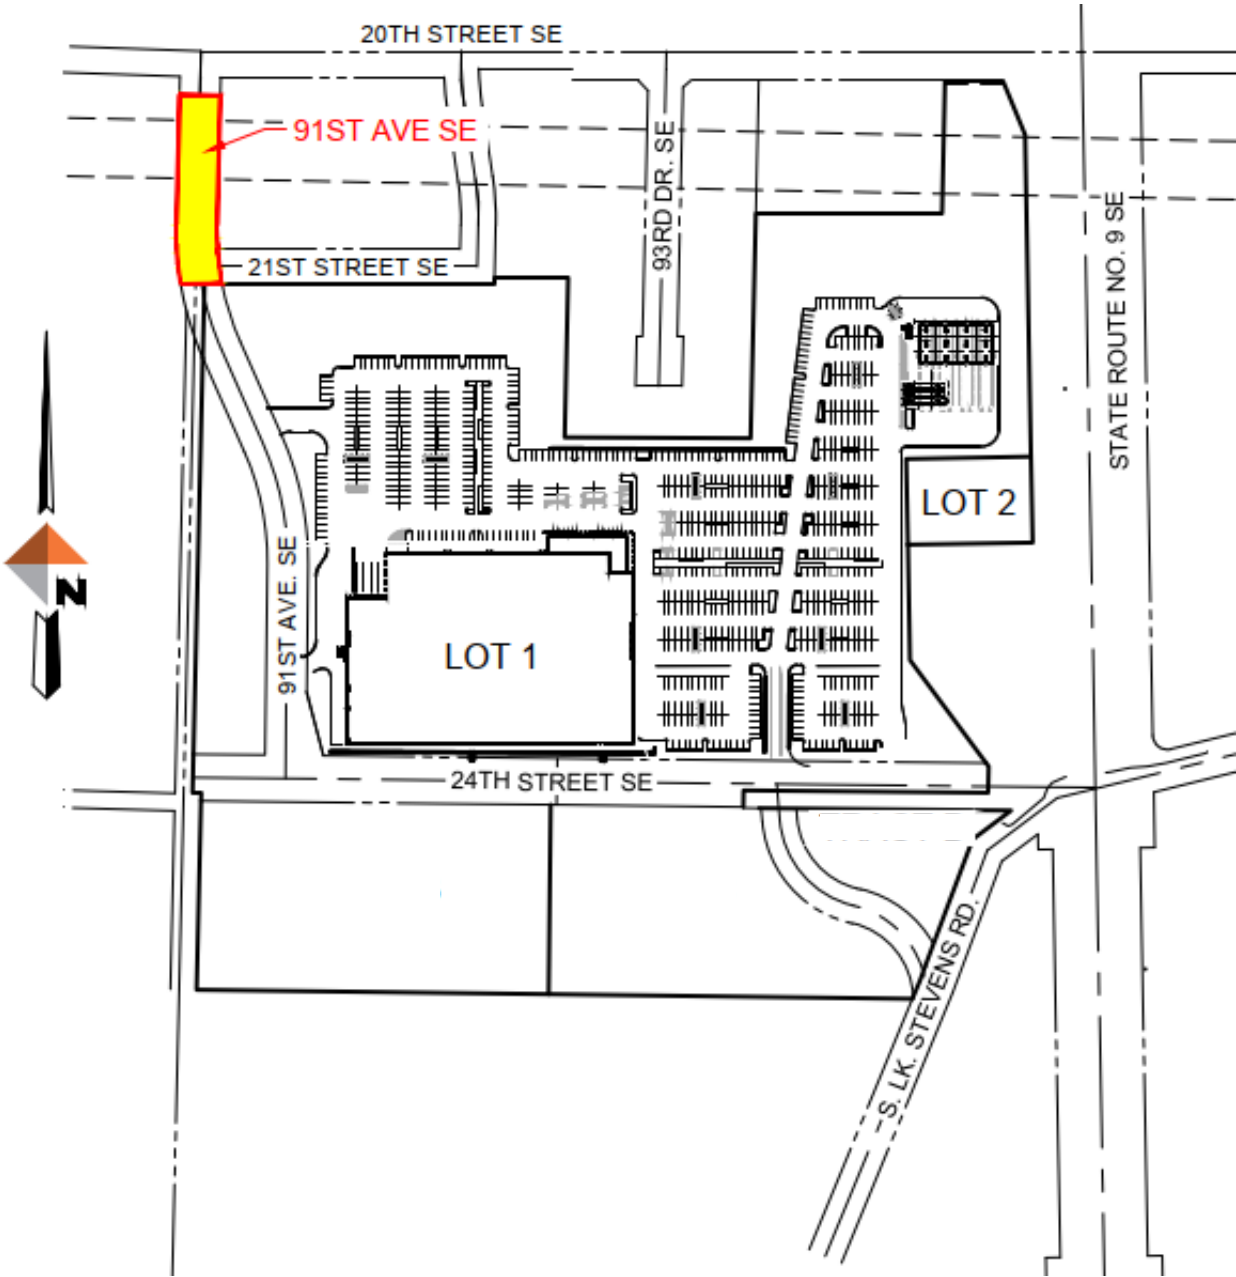 20TH STREET SE
91ST AVE SE
93RD DR. SE
STATE ROUTE NO. 9 SE
21ST STREET SE
LOT 2
N
91ST AVE. SE
LOT 1
24TH STREET SE
S. LK. STEVENS RD.